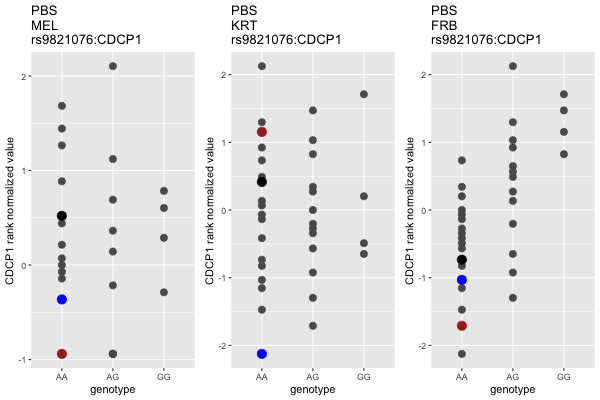 PBS
MEL
rs9821076:CDCP1
CDCP1 rank normalized value
2
1
0
-1
AA
AG
GG
genotype
PBS
KRT
rs9821076:CDCP1
CDCP1 rank normalized value
2
1
0
-1
-2
AA
AG
GG
genotype
PBS
FRB
rs9821076:CDCP1
CDCP1 rank normalized value
2
1
0
-1
-2
AA
AG
GG
genotype